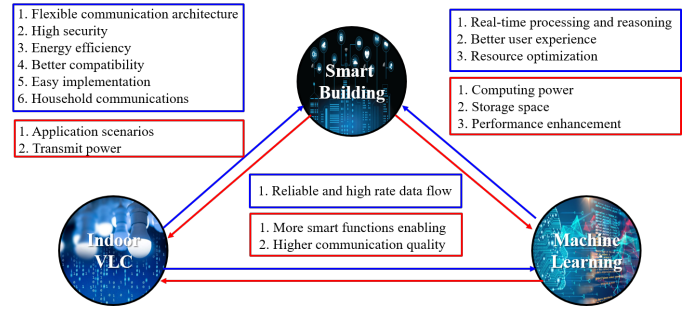 1. Flexible communication architecture
2. High security
3. Energy efficiency
4. Better compatibility
5. Easy implementation
6. Household communications
1. Application scenarios
2. Transmit power
Smart
Building
1. Real-time processing and reasoning
2. Better user experience
3. Resource optimization
1. Computing power
2. Storage space
3. Performance enhancement
1. Reliable and high rate data flow
1. More smart functions enabling
2. Higher communication quality
Indoor
VLC
Machine
Learning